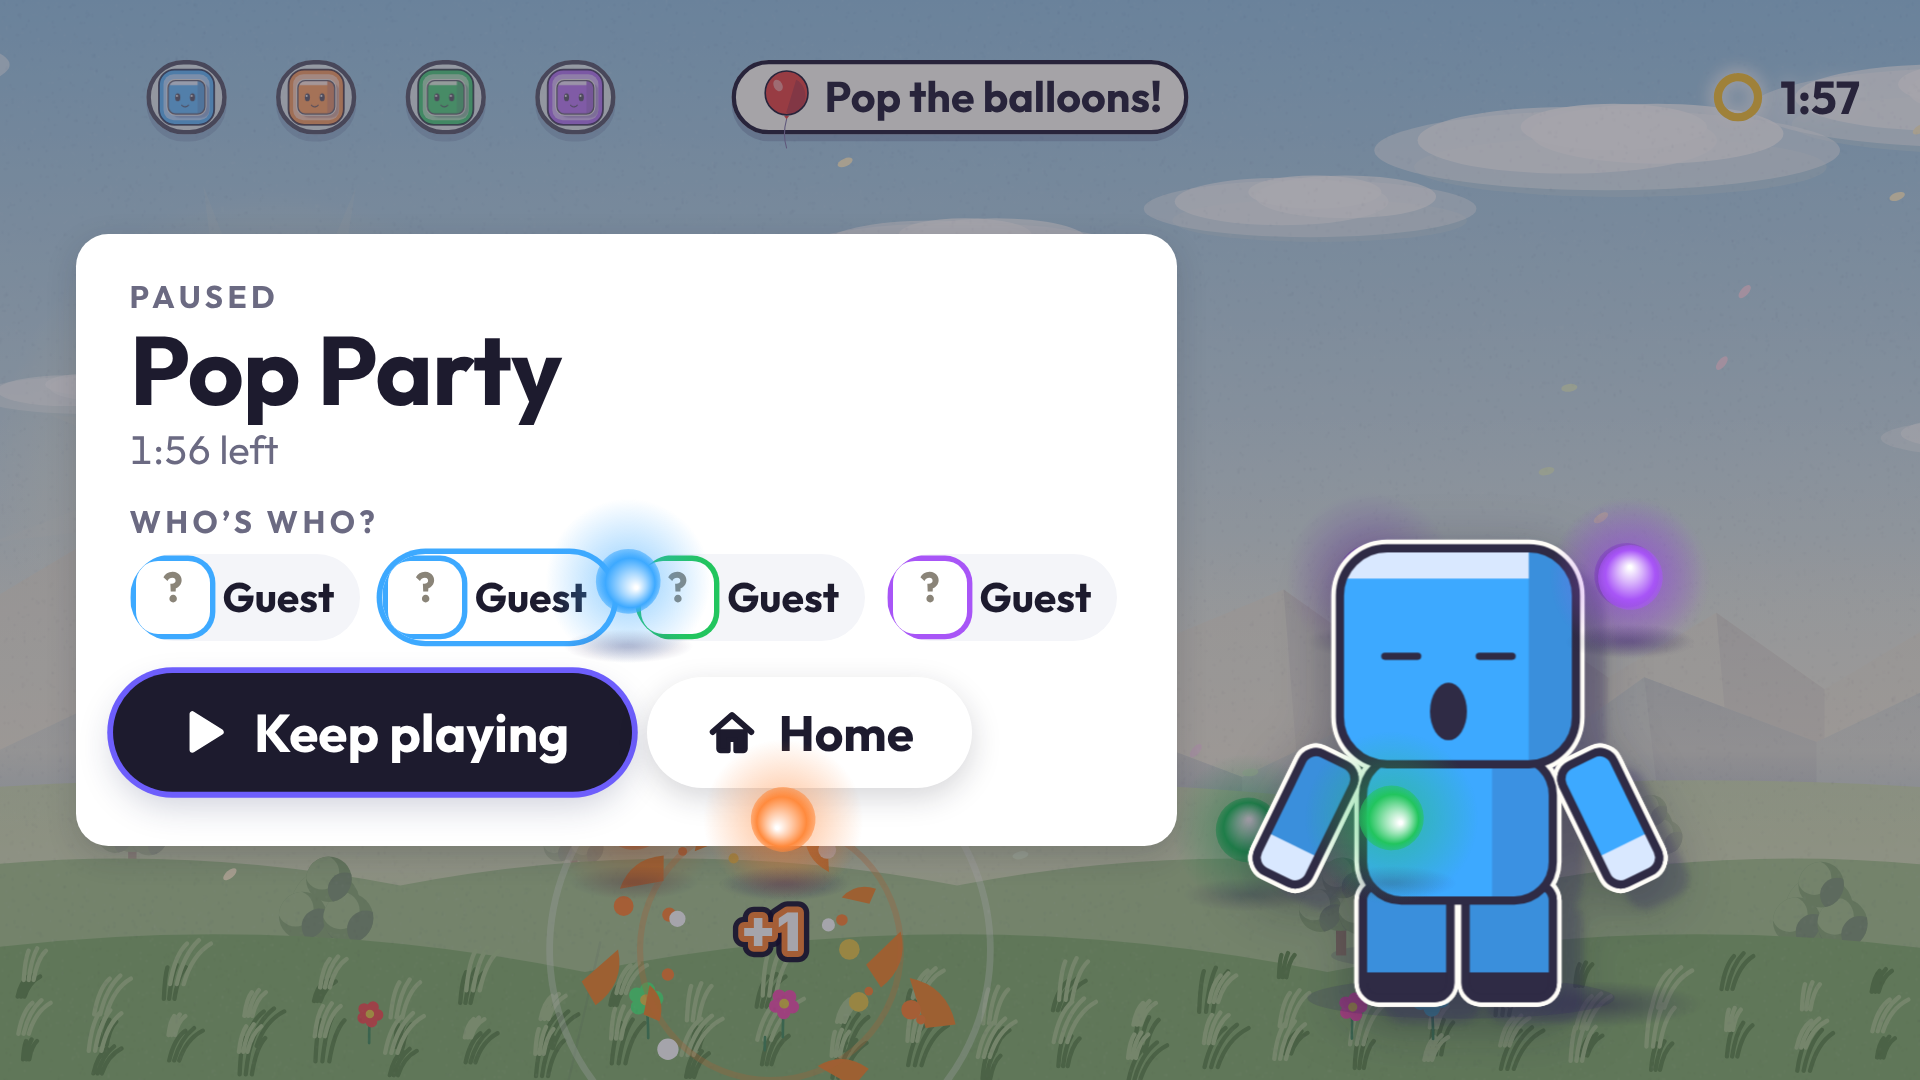 Pop the balloons!
1:57
PAUSED
Pop Party
1:56 left
WHO’S WHO?
? Guest ? Guest ? Guest ? Guest
Keep playing Home
+1